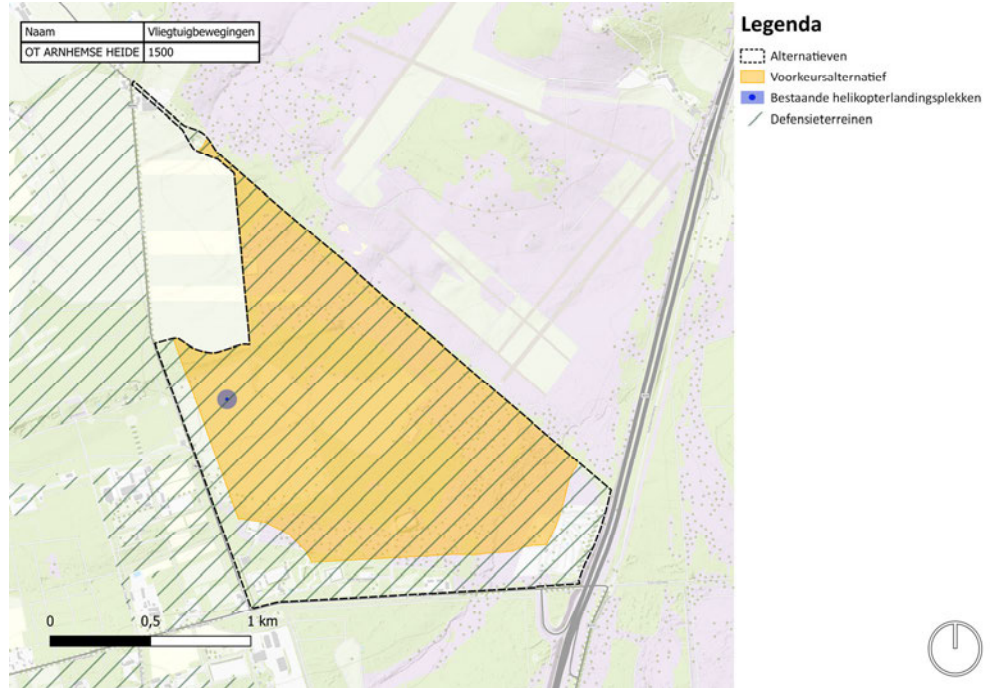 Naam Vliegtuigbewegingen
OT ARNHEMSE HEIDE 1500
Legenda
Alternatieven
Voorkeursalternatief
Bestaande helikopterlandingsplekken
Defensieterreinen
0 0,5 1 km